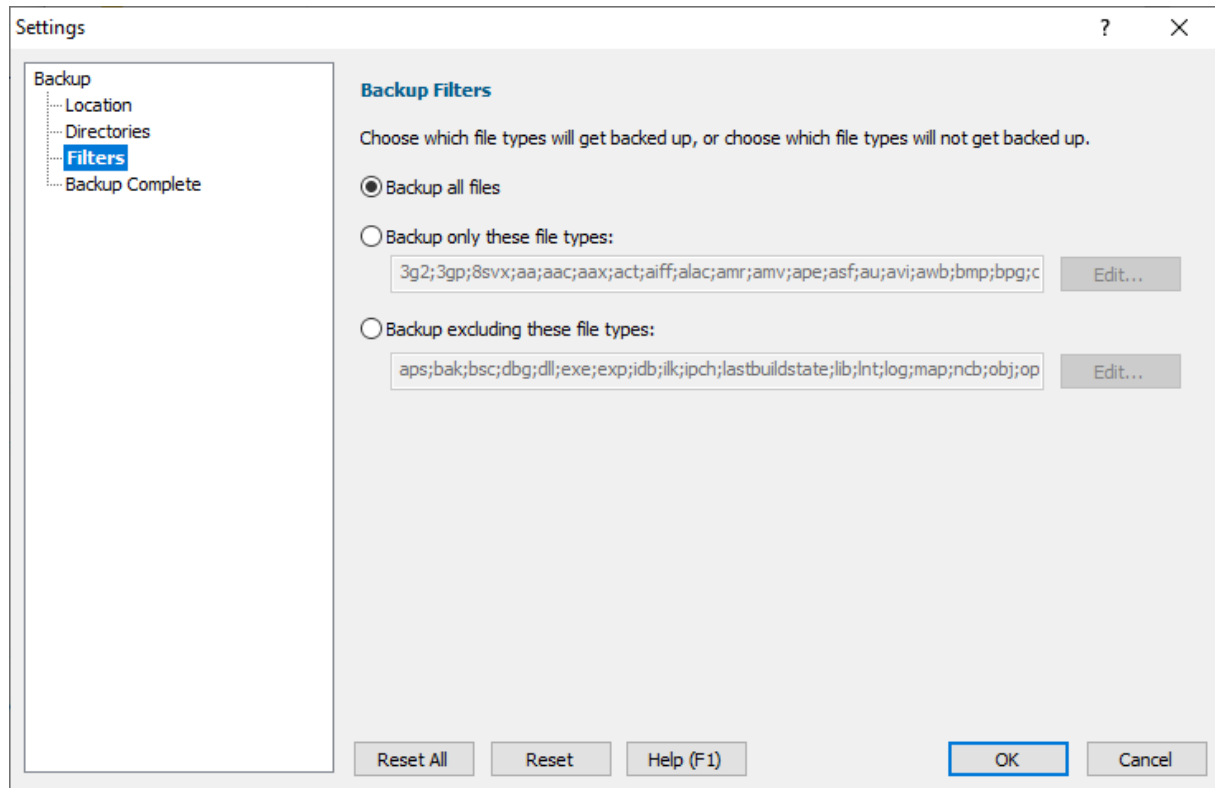 Settings
?
Backup
Location
Directories
Filters
Backup Complete
Backup Filters
Choose which file types will get backed up, or choose which file types will not get backed up.
Backup all files
Backup only these file types:
3g2;3gp;8svx;aa;aac;aax;act;aiff;alac;amr;amv;ape;asf;au;avi;awb;bmp;bpg;c
Edit...
Backup excluding these file types:
aps;bak;bsc;dbg;dll;exe;exp;idb;ilk;ipch;lastbuildstate;lib;lnt;log;map;ncb;obj;op
Edit...
Reset All
Reset
Help (F1)
OK
Cancel